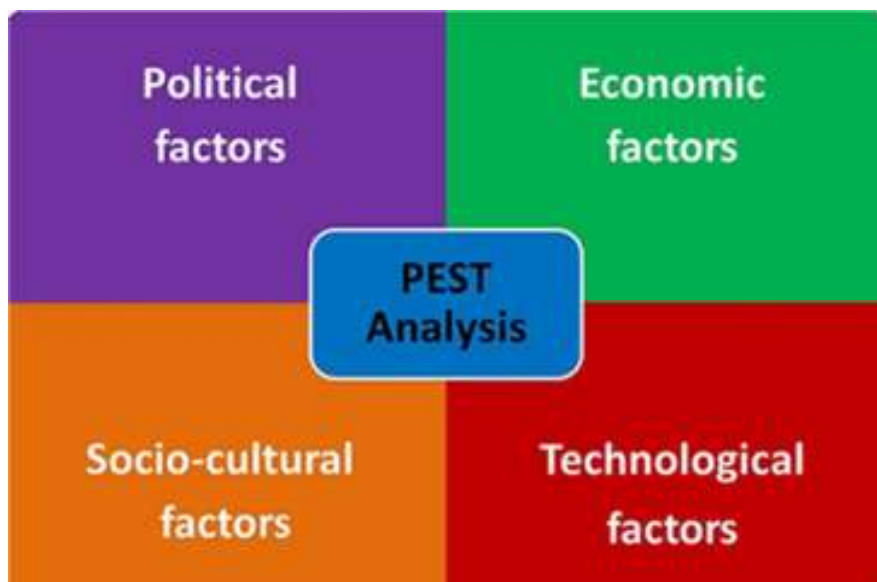 Political
factors
Economic
factors
PEST
Analysis
Socio-cultural
factors
Technological
factors